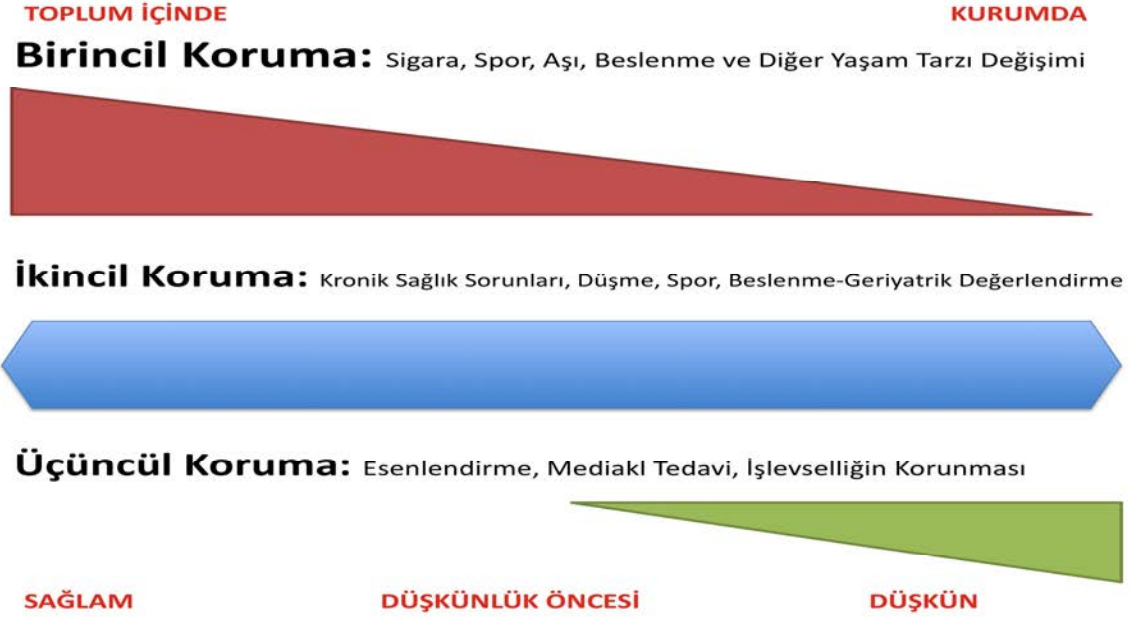 TOPLUM İÇİNDE KURUMDA
Birincil Koruma: Sigara, Spor, Aşı, Beslenme ve Diğer Yaşam Tarzı Değişimi
İkincil Koruma: Kronik Sağlık Sorunları, Düşme, Spor, Beslenme-Geriyatrik Değerlendirme
Üçüncül Koruma: Esenlendirme, Mediakl Tedavi, İşlevselliğin Korunması
SAĞLAM DÜŞKÜNLÜK ÖNCESİ DÜŞKÜN